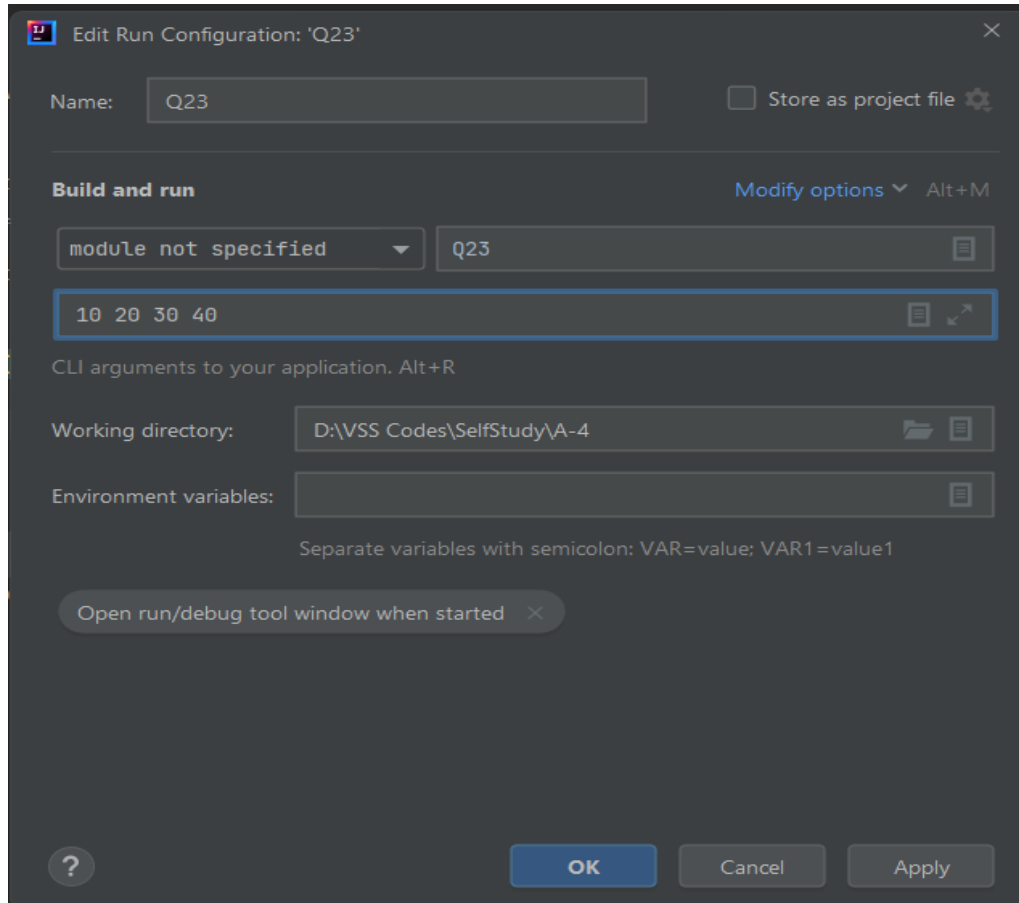 Edit Run Configuration: 'Q23'
Name: Q23 Store as project file
Build and run Modify options Alt+M
module not specified Q23
10 20 30 40
CLI arguments to your application. Alt+R
Working directory: D:\VSS Codes\SelfStudy\A-4
Environment variables:
Separate variables with semicolon: VAR=value; VAR1=value1
Open run/debug tool window when started
? OK Cancel Apply